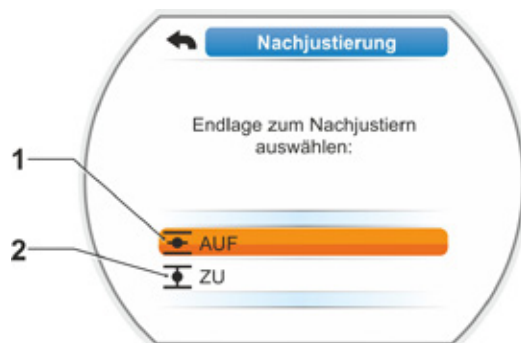 Nachjustierung
Endlage zum Nachjustiern
auswählen:
1
AUF
2
ZU